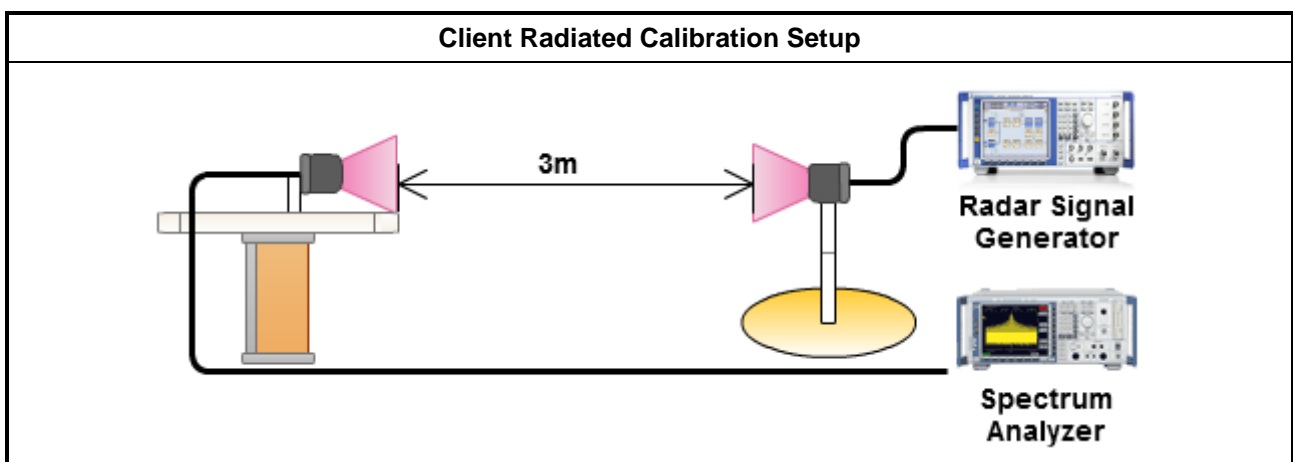 Client Radiated Calibration Setup
3m
Radar Signal
Generator
Spectrum
Analyzer